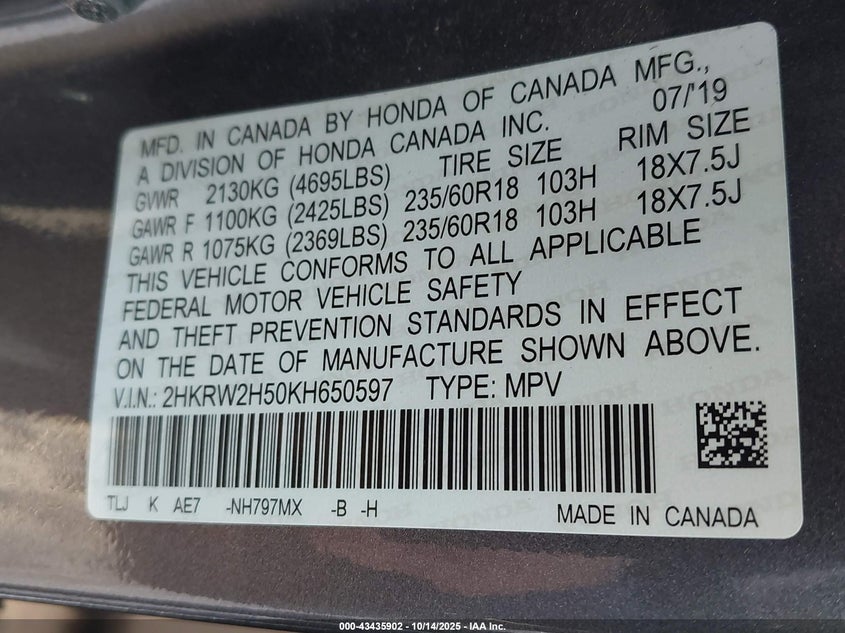 MFD. IN CANADA BY HONDA OF CANADA MFG.,
A DIVISION OF HONDA CANADA INC. 07/'19
GVWR 2130KG (4695LBS) TIRE SIZE RIM SIZE
GAWR F 1100KG (2425LBS) 235/60R18 103H 18X7.5J
GAWR R 1075KG (2369LBS) 235/60R18 103H 18X7.5J
THIS VEHICLE CONFORMS TO ALL APPLICABLE
FEDERAL MOTOR VEHICLE SAFETY
AND THEFT PREVENTION STANDARDS IN EFFECT
ON THE DATE OF MANUFACTURE SHOWN ABOVE.
V.I.N.: 2HKRW2H50KH650597 TYPE: MPV
TLJ K AE7 -NH797MX -B -H MADE IN CANADA
000-43435902 - 10/14/2025 - IAA Inc.